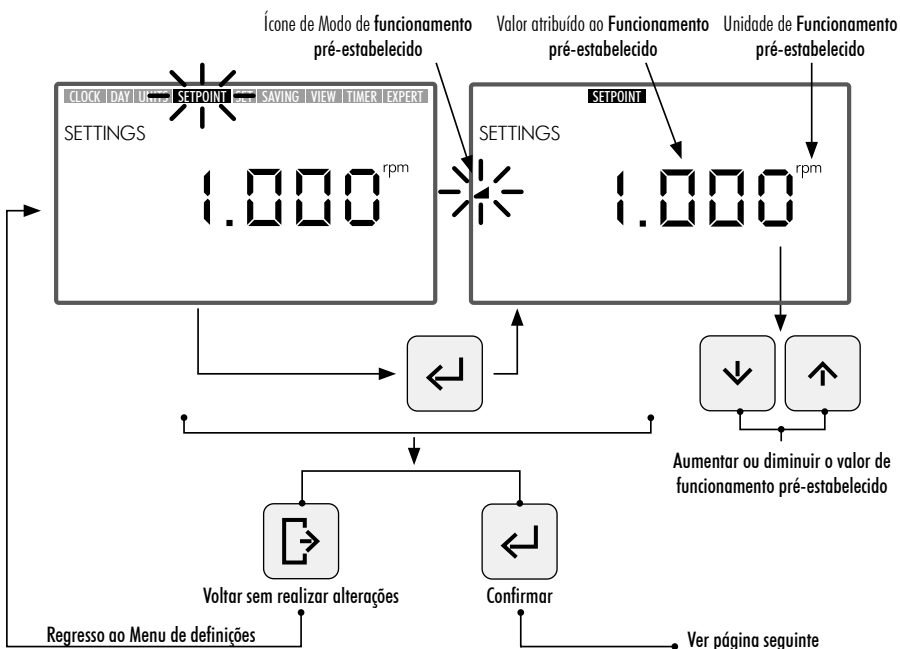 Ícone de Modo de funcionamento
pré-estabelecido
Valor atribuído ao Funcionamento
pré-estabelecido
Unidade de Funcionamento
pré-estabelecido
CLOCK | DAY | UNITS SETPOINT SET | SAVING | VIEW | TIMER | EXPERT
SETTINGS
1.000 rpm
SETPOINT
SETTINGS
1.000 rpm
Aumentar ou diminuir o valor de
funcionamento pré-estabelecido
Voltar sem realizar alterações
Confirmar
Regresso ao Menu de definições
Ver página seguinte